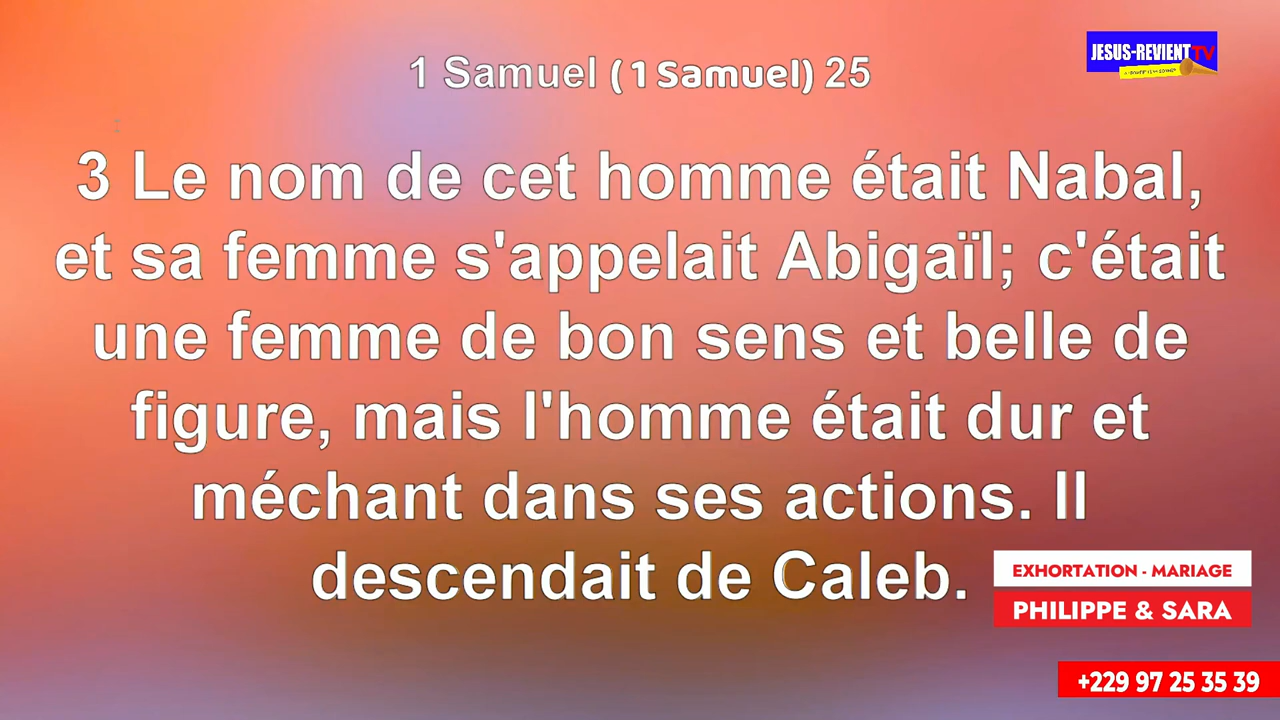 1 Samuel (1 Samuel) 25
JESUS-REVIENT TV
3 Le nom de cet homme était Nabal,
et sa femme s'appelait Abigaïl; c'était
une femme de bon sens et belle de
figure, mais l'homme était dur et
méchant dans ses actions. Il
descendait de Caleb.
EXHORTATION - MARIAGE
PHILIPPE & SARA
+229 97 25 35 39